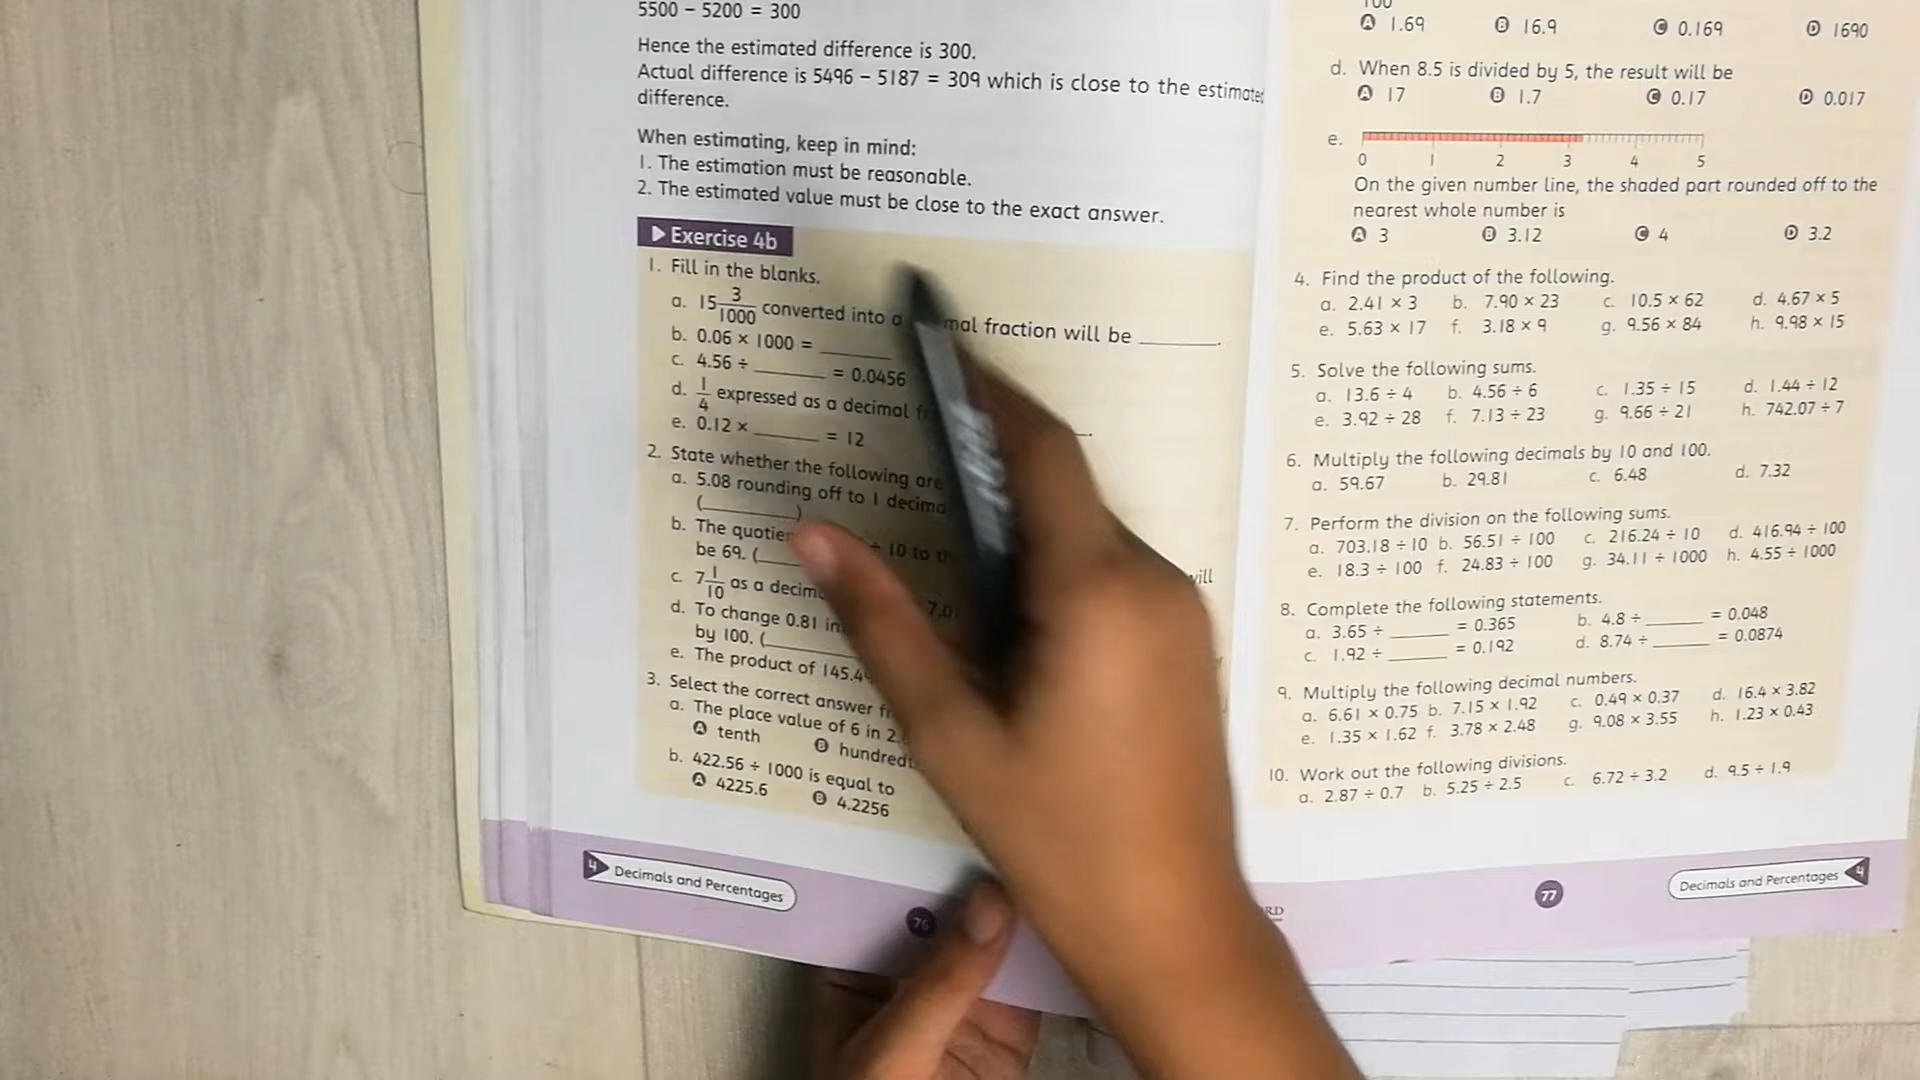 5500 − 5200 = 300
Hence the estimated difference is 300.
Actual difference is 5496 − 5187 = 309 which is close to the estimated
difference.
When estimating, keep in mind:
1. The estimation must be reasonable.
2. The estimated value must be close to the exact answer.
Exercise 4b
1. Fill in the blanks.
a. 15 3/1000 converted into a mal fraction will be ______.
b. 0.06 × 1000 = ______
c. 4.56 ÷ ______ = 0.0456
d. 1/4 expressed as a decimal
e. 0.12 × ______ = 12
2. State whether the following are
a. 5.08 rounding off to 1 decima
(______)
b. The quotie ÷ 10 to th will
be 69. (______
c. 7 1/10 as a decim 7.0
d. To change 0.81 in
by 100. (______
e. The product of 145.4
3. Select the correct answer f
a. The place value of 6 in 2.
A tenth B hundredt
b. 422.56 ÷ 1000 is equal to
A 4225.6 B 4.2256
4 Decimals and Percentages
76
100
A 1.69 B 16.9 C 0.169 D 1690
d. When 8.5 is divided by 5, the result will be
A 17 B 1.7 C 0.17 D 0.017
e.
0 1 2 3 4 5
On the given number line, the shaded part rounded off to the
nearest whole number is
A 3 B 3.12 C 4 D 3.2
4. Find the product of the following.
a. 2.41 × 3 b. 7.90 × 23 c. 10.5 × 62 d. 4.67 × 5
e. 5.63 × 17 f. 3.18 × 9 g. 9.56 × 84 h. 9.98 × 15
5. Solve the following sums.
a. 13.6 ÷ 4 b. 4.56 ÷ 6 c. 1.35 ÷ 15 d. 1.44 ÷ 12
e. 3.92 ÷ 28 f. 7.13 ÷ 23 g. 9.66 ÷ 21 h. 742.07 ÷ 7
6. Multiply the following decimals by 10 and 100.
a. 59.67 b. 29.81 c. 6.48 d. 7.32
7. Perform the division on the following sums.
a. 703.18 ÷ 10 b. 56.51 ÷ 100 c. 216.24 ÷ 10 d. 416.94 ÷ 100
e. 18.3 ÷ 100 f. 24.83 ÷ 100 g. 34.11 ÷ 1000 h. 4.55 ÷ 1000
8. Complete the following statements.
a. 3.65 ÷ ______ = 0.365 b. 4.8 ÷ ______ = 0.048
c. 1.92 ÷ ______ = 0.192 d. 8.74 ÷ ______ = 0.0874
9. Multiply the following decimal numbers.
a. 6.61 × 0.75 b. 7.15 × 1.92 c. 0.49 × 0.37 d. 16.4 × 3.82
e. 1.35 × 1.62 f. 3.78 × 2.48 g. 9.08 × 3.55 h. 1.23 × 0.43
10. Work out the following divisions.
a. 2.87 ÷ 0.7 b. 5.25 ÷ 2.5 c. 6.72 ÷ 3.2 d. 9.5 ÷ 1.9
RD
77
Decimals and Percentages 4